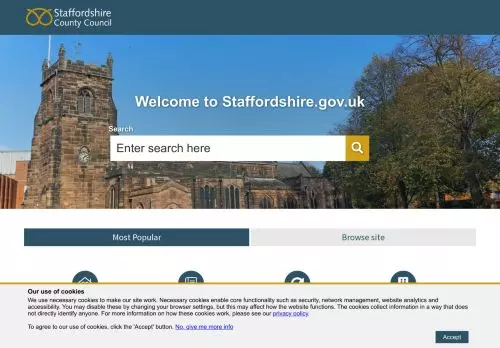 Staffordshire
County Council
Welcome to Staffordshire.gov.uk
Search
Enter search here
Most Popular
Browse site
Our use of cookies
We use necessary cookies to make our site work. Necessary cookies enable core functionality such as security, network management, website analytics and
accessibility. You may disable these by changing your browser settings, but this may affect how the website functions. The cookies collect information in a way that does
not directly identify anyone. For more information on how these cookies work, please see our privacy policy.
To agree to our use of cookies, click the 'Accept' button. No, give me more info
Accept